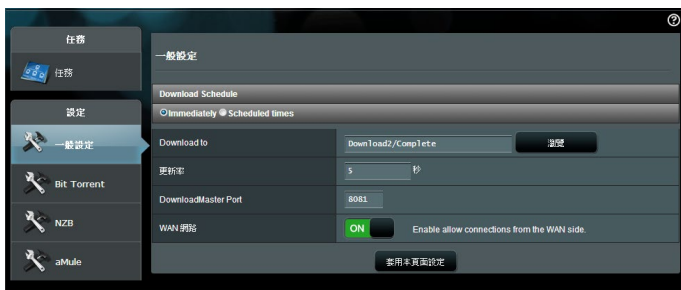 任務
任務
設定
一般設定
Bit Torrent
NZB
aMule
一般設定
Download Schedule
Immediately Scheduled times
Download to Download2/Complete 瀏覽
更新率 5 秒
DownloadMaster Port 8081
WAN 網路 ON Enable allow connections from the WAN side.
套用本頁面設定